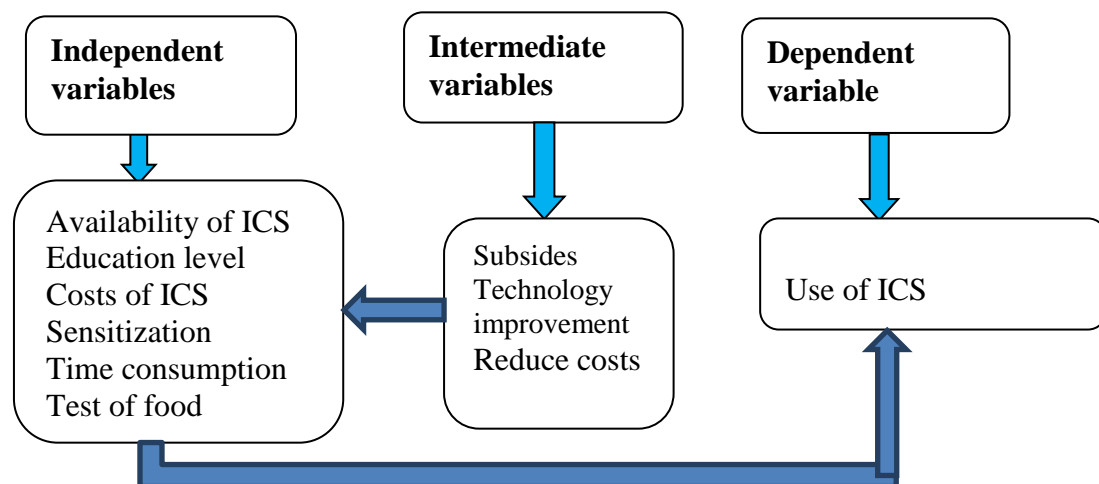 Independent
variables
Intermediate
variables
Dependent
variable
Availability of ICS
Education level
Costs of ICS
Sensitization
Time consumption
Test of food
Subsides
Technology
improvement
Reduce costs
Use of ICS